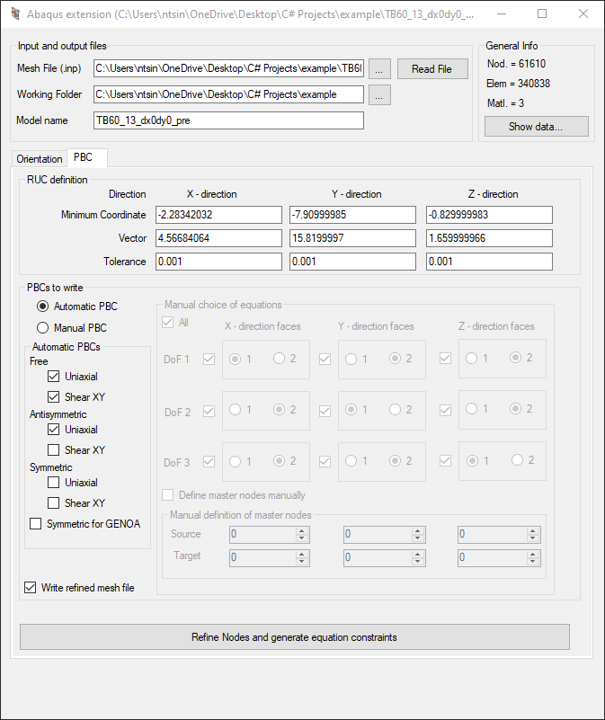 Abaqus extension (C:\Users\ntsin\OneDrive\Desktop\C# Projects\example\TB60_13_dx0dy0_...
Input and output files
General Info
Mesh File (.inp) C:\Users\ntsin\OneDrive\Desktop\C# Projects\example\TB6 ... Read File
Nod. = 61610
Working Folder C:\Users\ntsin\OneDrive\Desktop\C# Projects\example ...
Elem = 340838
Matl. = 3
Model name TB60_13_dx0dy0_pre
Show data...
Orientation PBC
RUC definition
Direction X - direction Y - direction Z - direction
Minimum Coordinate -2.28342032 -7.90999985 -0.829999983
Vector 4.56684064 15.8199997 1.659999966
Tolerance 0.001 0.001 0.001
PBCs to write
Automatic PBC
Manual PBC
Automatic PBCs
Free
Uniaxial
Shear XY
Antisymmetric
Uniaxial
Shear XY
Symmetric
Uniaxial
Shear XY
Symmetric for GENOA
Write refined mesh file
Manual choice of equations
All
X - direction faces Y - direction faces Z - direction faces
DoF 1 1 2 1 2 1 2
DoF 2 1 2 1 2 1 2
DoF 3 1 2 1 2 1 2
Define master nodes manually
Manual definition of master nodes
Source 0 0 0
Target 0 0 0
Refine Nodes and generate equation constraints